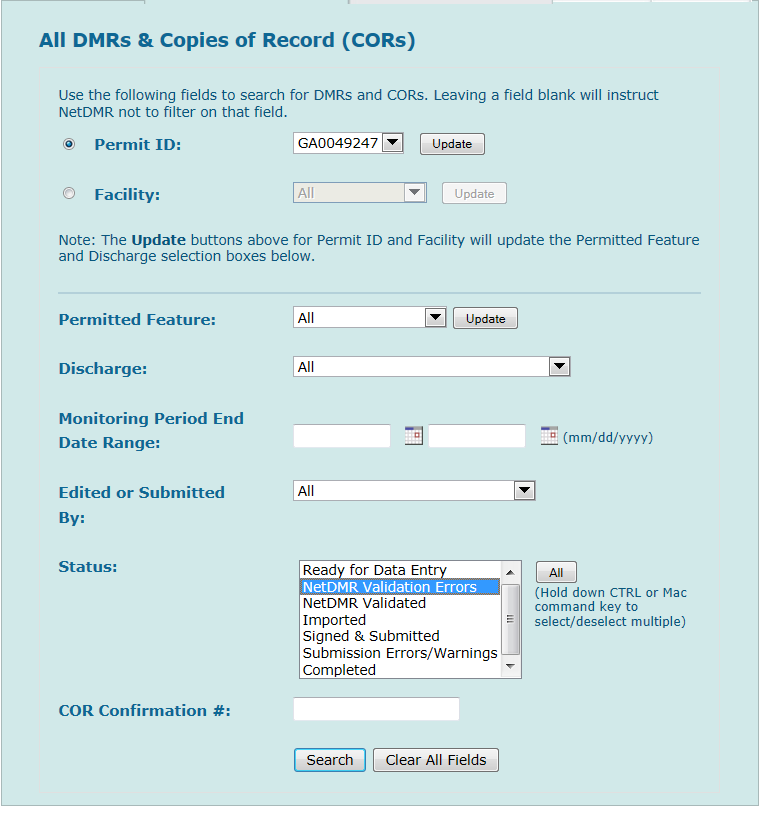 All DMRs & Copies of Record (CORs)
Use the following fields to search for DMRs and CORs. Leaving a field blank will instruct
NetDMR not to filter on that field.
Permit ID: GA0049247 Update
Facility: All Update
Note: The Update buttons above for Permit ID and Facility will update the Permitted Feature
and Discharge selection boxes below.
Permitted Feature: All Update
Discharge: All
Monitoring Period End
Date Range: (mm/dd/yyyy)
Edited or Submitted
By: All
Status:
Ready for Data Entry
NetDMR Validation Errors
NetDMR Validated
Imported
Signed & Submitted
Submission Errors/Warnings
Completed
All
(Hold down CTRL or Mac
command key to
select/deselect multiple)
COR Confirmation #:
Search Clear All Fields